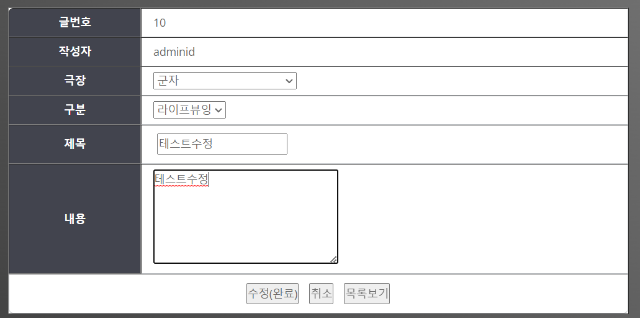 글번호 10
작성자 adminid
극장 군자
구분 라이프뷰잉
제목 테스트수정
내용 테스트수정
수정(완료) 취소 목록보기